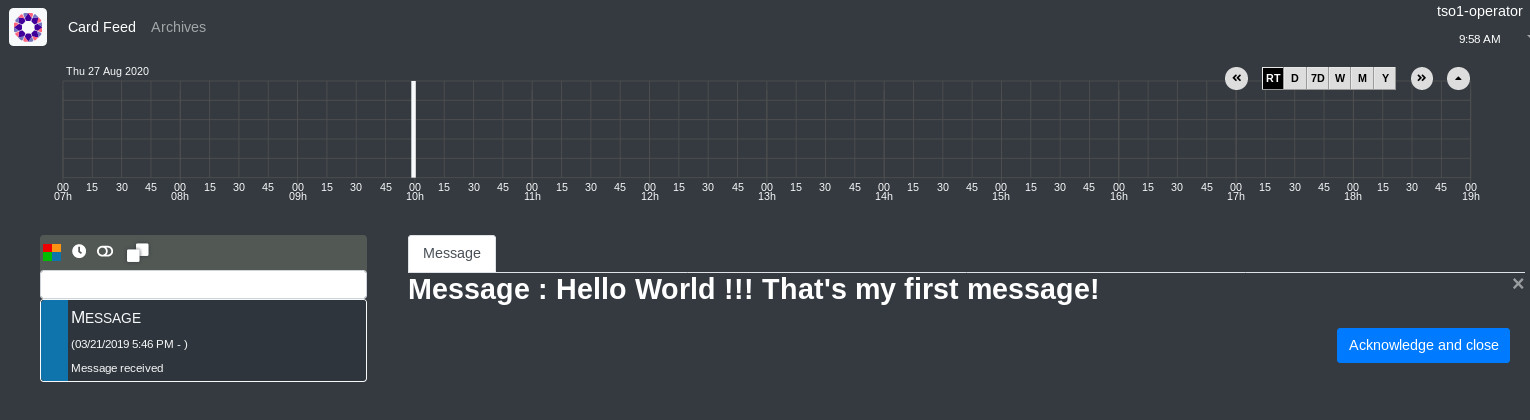 Card Feed Archives
tso1-operator
9:58 AM
Thu 27 Aug 2020
RT D 7D W M Y
00 15 30 45 00 15 30 45 00 15 30 45 00 15 30 45 00 15 30 45 00 15 30 45 00 15 30 45 00 15 30 45 00 15 30 45 00 15 30 45 00 15 30 45 00 15 30 45 00
07h 08h 09h 10h 11h 12h 13h 14h 15h 16h 17h 18h 19h
Message
Message : Hello World !!! That's my first message!
×
MESSAGE
(03/21/2019 5:46 PM - )
Message received
Acknowledge and close